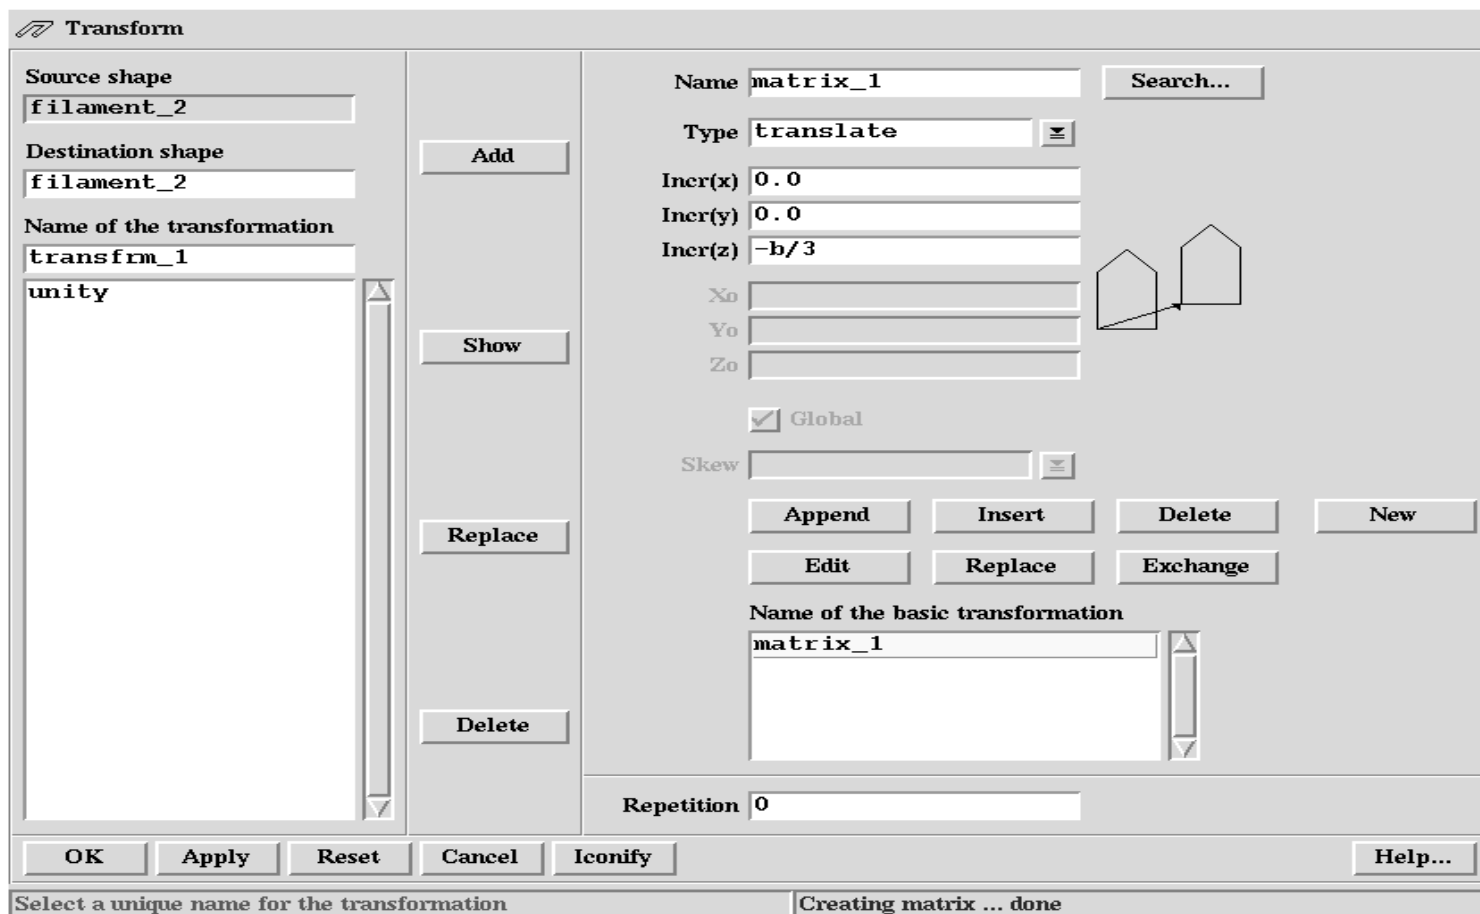 Transform
Source shape
filament_2
Destination shape
filament_2
Name of the transformation
transfrm_1
unity
Add
Show
Replace
Delete
Name matrix_1 Search...
Type translate
Incr(x) 0.0
Incr(y) 0.0
Incr(z) -b/3
Xo
Yo
Zo
Global
Skew
Append Insert Delete New
Edit Replace Exchange
Name of the basic transformation
matrix_1
Repetition 0
OK Apply Reset Cancel Iconify Help...
Select a unique name for the transformation
Creating matrix ... done